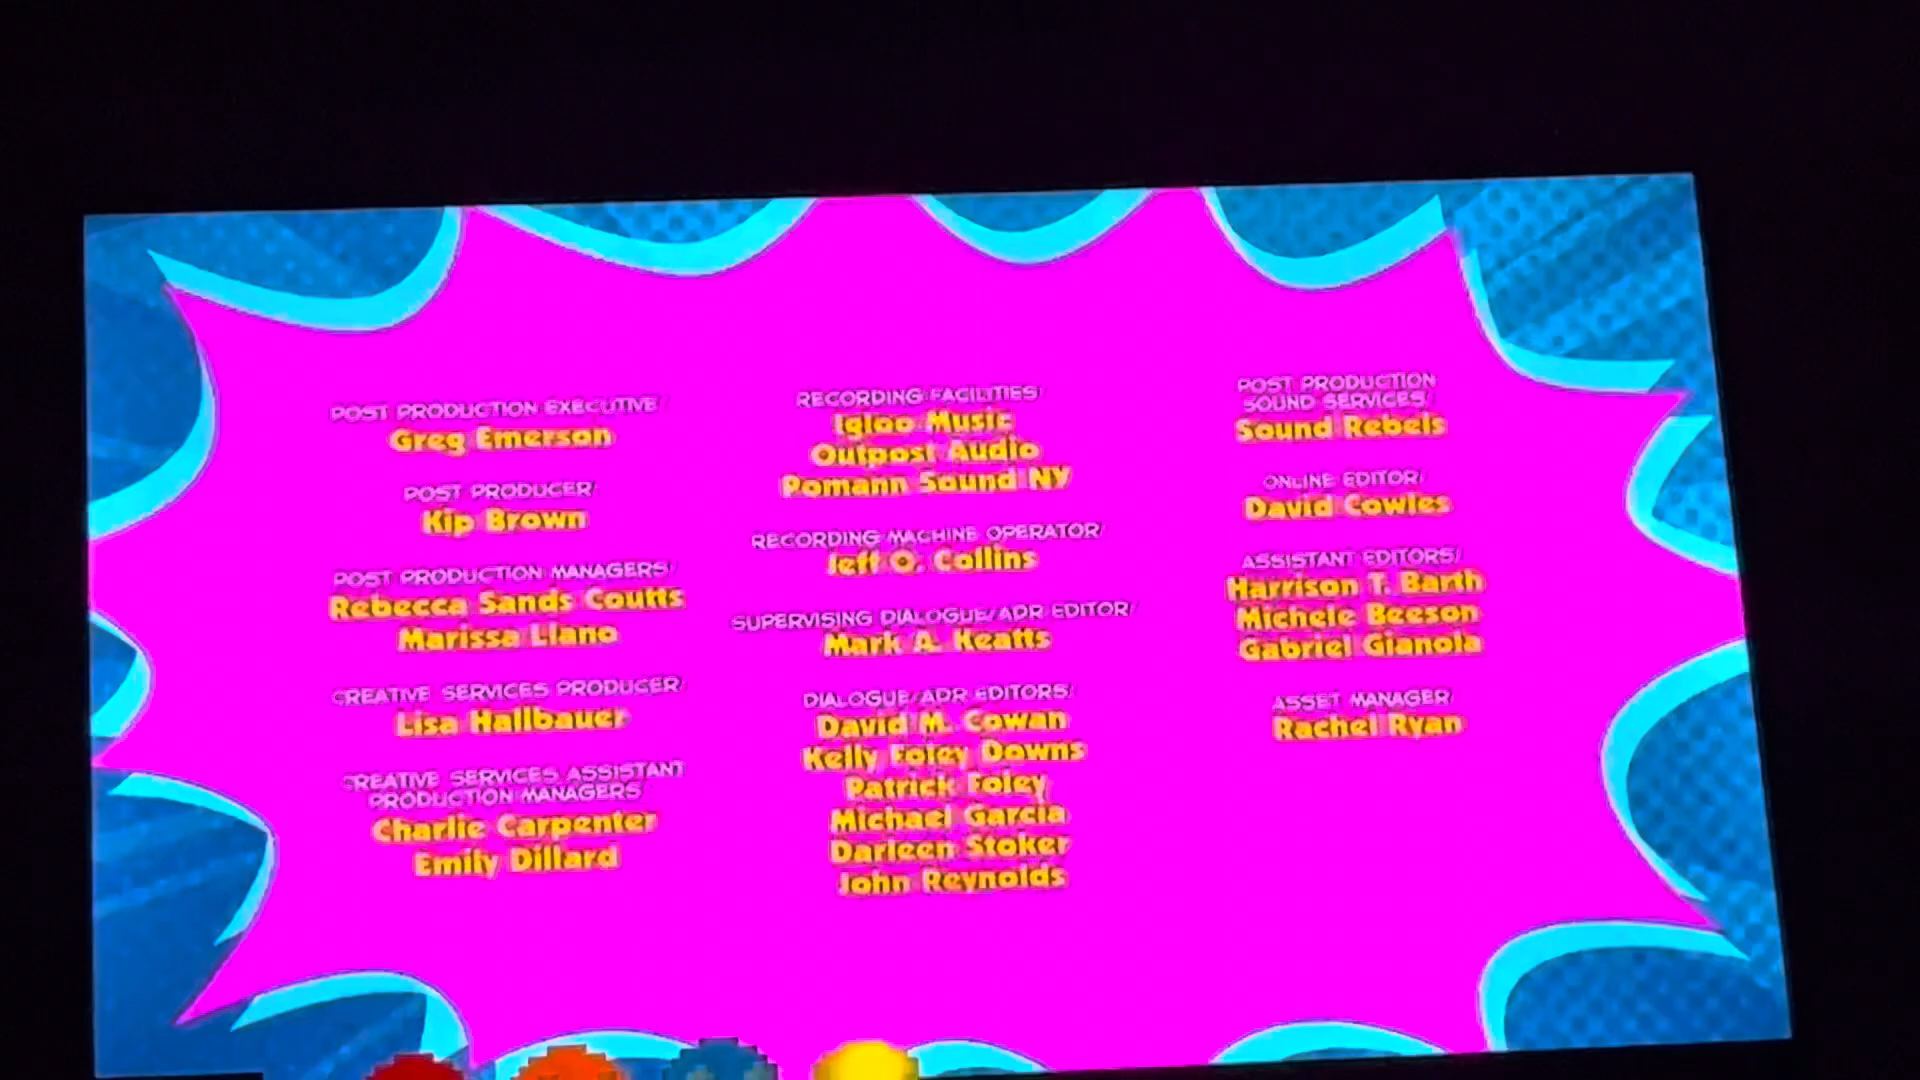 POST PRODUCTION EXECUTIVE/
Greg Emerson
POST PRODUCER/
Kip Brown
POST PRODUCTION MANAGERS/
Rebecca Sands Coutts
Marissa Llano
CREATIVE SERVICES PRODUCER/
Lisa Hallbauer
CREATIVE SERVICES ASSISTANT
PRODUCTION MANAGERS
Charlie Carpenter
Emily Dillard
RECORDING FACILITIES/
Igloo Music
Outpost Audio
Pomann Sound NY
RECORDING MACHINE OPERATOR/
Jeff O. Collins
SUPERVISING DIALOGUE/ADR EDITOR/
Mark A. Keatts
DIALOGUE/ADR EDITORS/
David M. Cowan
Kelly Foley Downs
Patrick Foley
Michael Garcia
Darleen Stoker
John Reynolds
POST PRODUCTION
SOUND SERVICES/
Sound Rebels
ONLINE EDITOR/
David Cowles
ASSISTANT EDITORS/
Harrison T. Barth
Michele Beeson
Gabriel Gianola
ASSET MANAGER/
Rachel Ryan